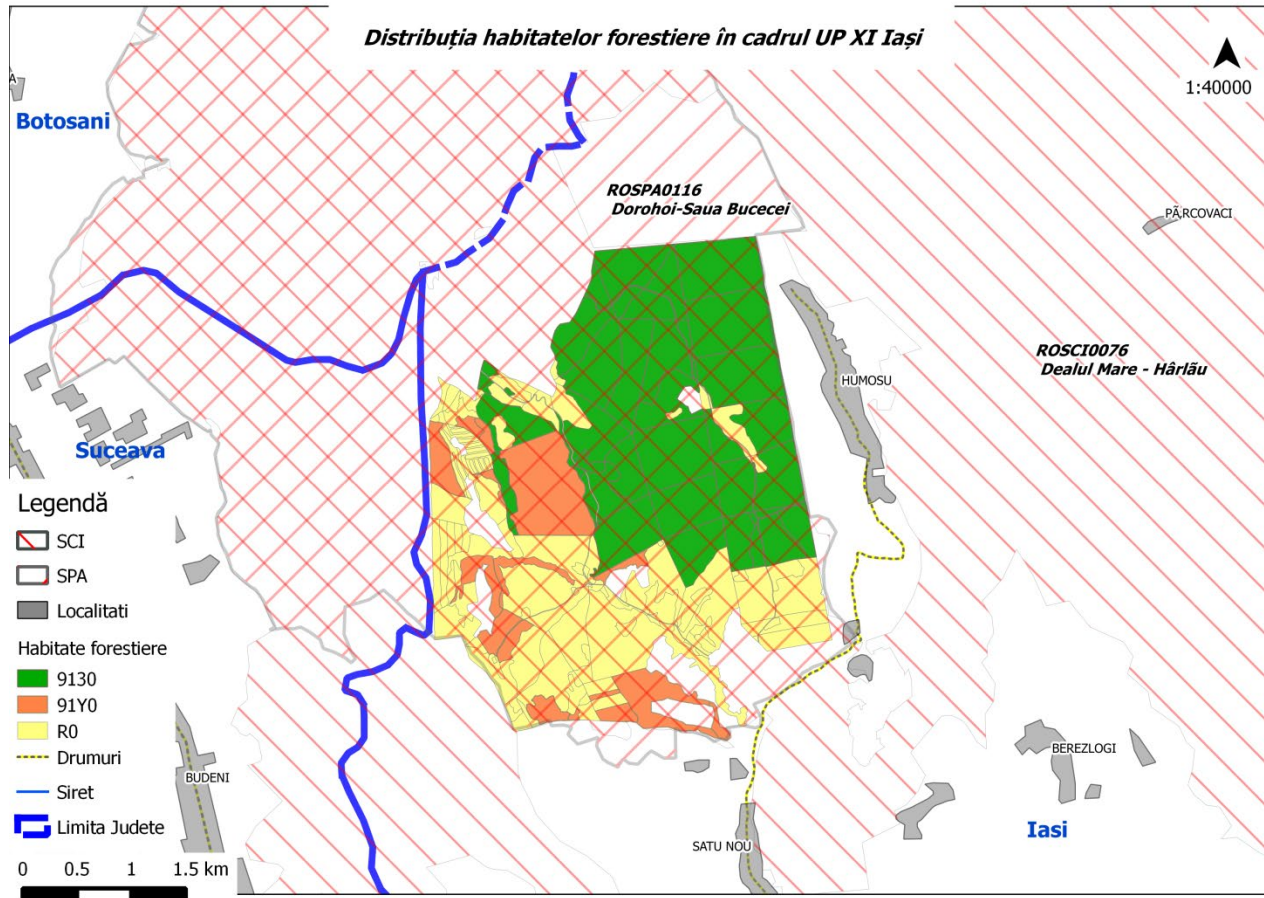 Distribuția habitatelor forestiere în cadrul UP XI Iași
1:40000
A
Botosani
ROSPA0116
Dorohoi-Saua Bucecei
PÃRCOVACI
ROSCI0076
Dealul Mare - Hârlãu
HUMOSU
Suceava
Legendă
SCI
SPA
Localitati
Habitate forestiere
9130
91Y0
R0
Drumuri
Siret
Limita Judete
BUDENI
BEREZLOGI
Iasi
SATU NOU
0 0.5 1 1.5 km